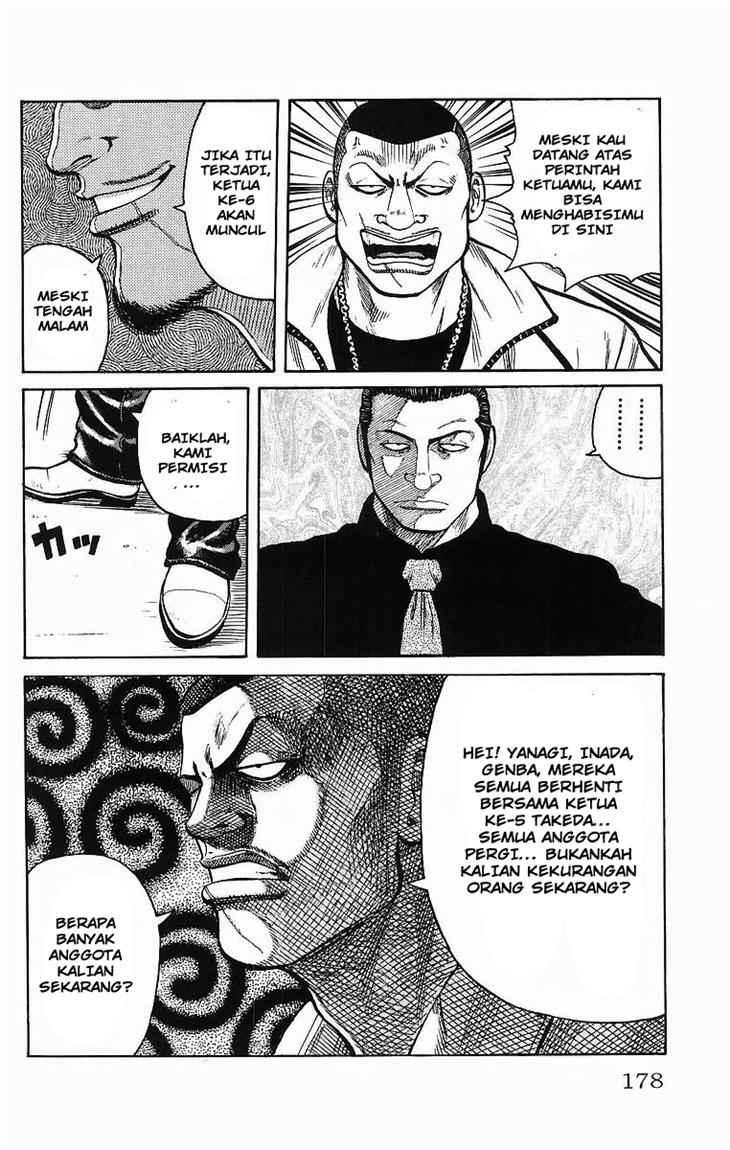 MESKI KAU
DATANG ATAS
PERINTAH
KETUAMU, KAMI
BISA
MENGHABISIMU
DI SINI
JIKA ITU
TERJADI,
KETUA
KE-6
AKAN
MUNCUL
MESKI
TENGAH
MALAM
........
BAIKLAH,
KAMI
PERMISI
...
カッ
HEI! YANAGI, INADA,
GENBA, MEREKA
SEMUA BERHENTI
BERSAMA KETUA
KE-5 TAKEDA...
SEMUA ANGGOTA
PERGI... BUKANKAH
KALIAN KEKURANGAN
ORANG SEKARANG?
BERAPA
BANYAK
ANGGOTA
KALIAN
SEKARANG?
178